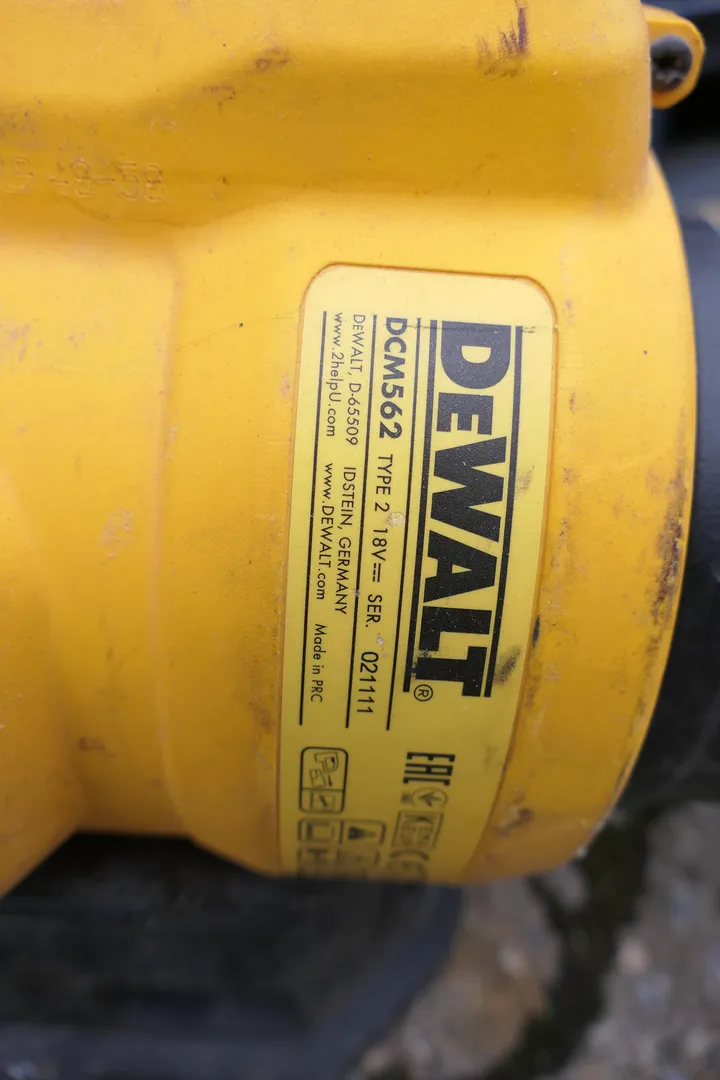 DEWALT®
DCM562 TYPE 2 18V⎓ SER. 021111
DEWALT, D-65509 IDSTEIN, GERMANY
www.2helpU.com www.DEWALT.com Made in PRC
EAC
CE